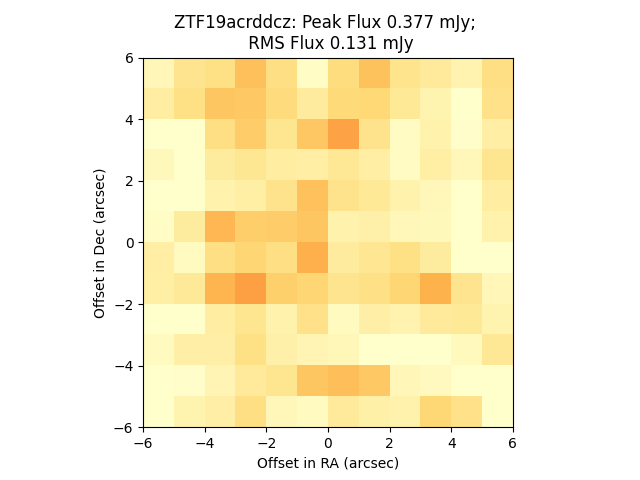 ZTF19acrddcz: Peak Flux 0.377 mJy;
RMS Flux 0.131 mJy
6
4
2
0
−2
−4
−6
Offset in Dec (arcsec)
−6 −4 −2 0 2 4 6
Offset in RA (arcsec)